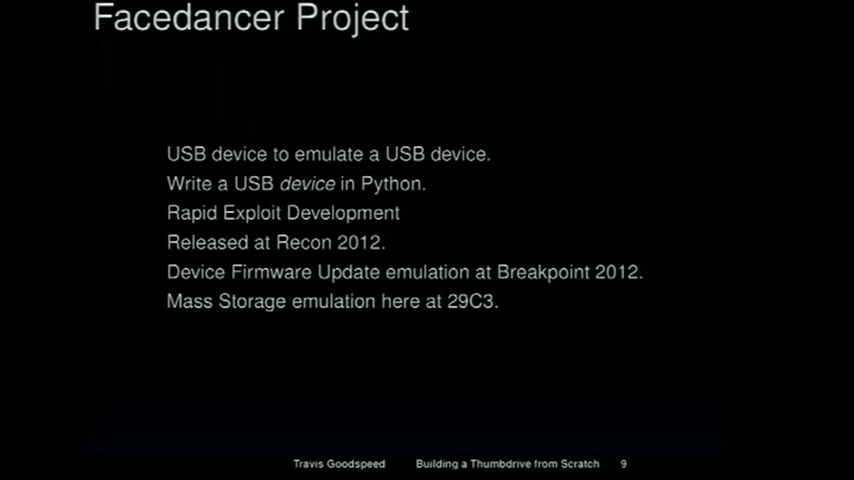 Facedancer Project
USB device to emulate a USB device.
Write a USB device in Python.
Rapid Exploit Development
Released at Recon 2012.
Device Firmware Update emulation at Breakpoint 2012.
Mass Storage emulation here at 29C3.
Travis Goodspeed Building a Thumbdrive from Scratch 9